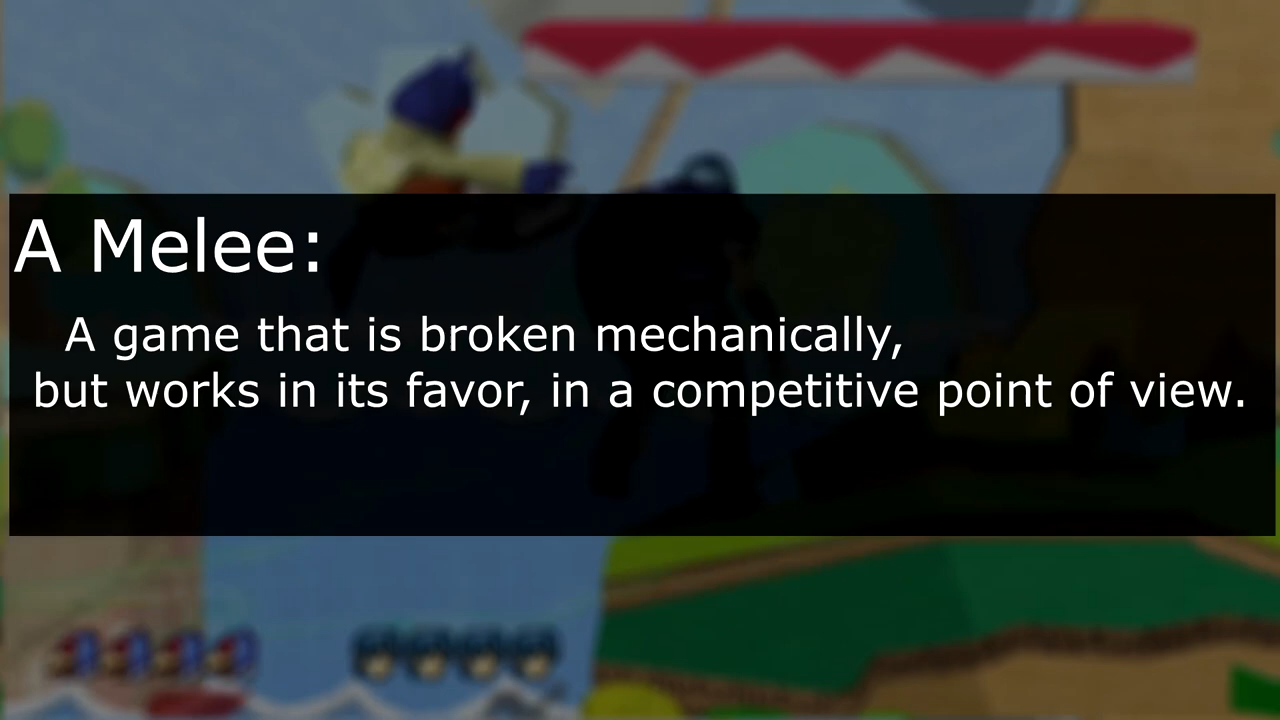 A Melee:
A game that is broken mechanically,
but works in its favor, in a competitive point of view.